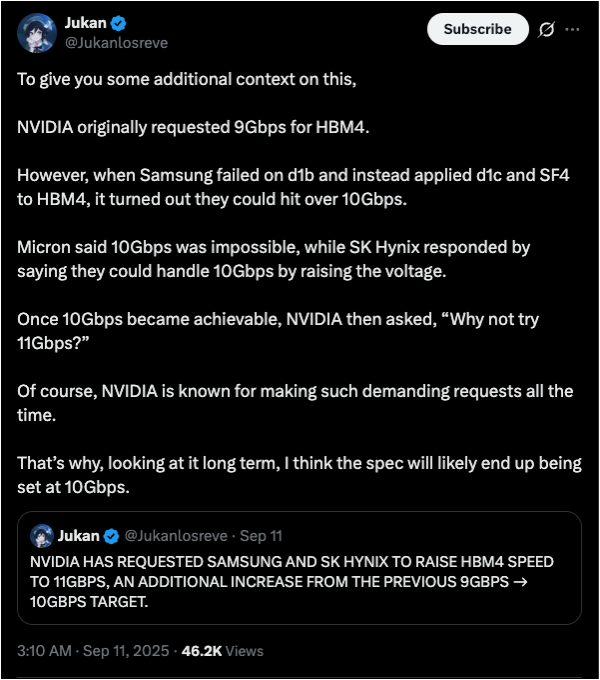 Jukan
@Jukanlosreve
Subscribe
To give you some additional context on this,
NVIDIA originally requested 9Gbps for HBM4.
However, when Samsung failed on d1b and instead applied d1c and SF4
to HBM4, it turned out they could hit over 10Gbps.
Micron said 10Gbps was impossible, while SK Hynix responded by
saying they could handle 10Gbps by raising the voltage.
Once 10Gbps became achievable, NVIDIA then asked, “Why not try
11Gbps?”
Of course, NVIDIA is known for making such demanding requests all the
time.
That’s why, looking at it long term, I think the spec will likely end up being
set at 10Gbps.
Jukan @Jukanlosreve · Sep 11
NVIDIA HAS REQUESTED SAMSUNG AND SK HYNIX TO RAISE HBM4 SPEED
TO 11GBPS, AN ADDITIONAL INCREASE FROM THE PREVIOUS 9GBPS →
10GBPS TARGET.
3:10 AM · Sep 11, 2025 · 46.2K Views